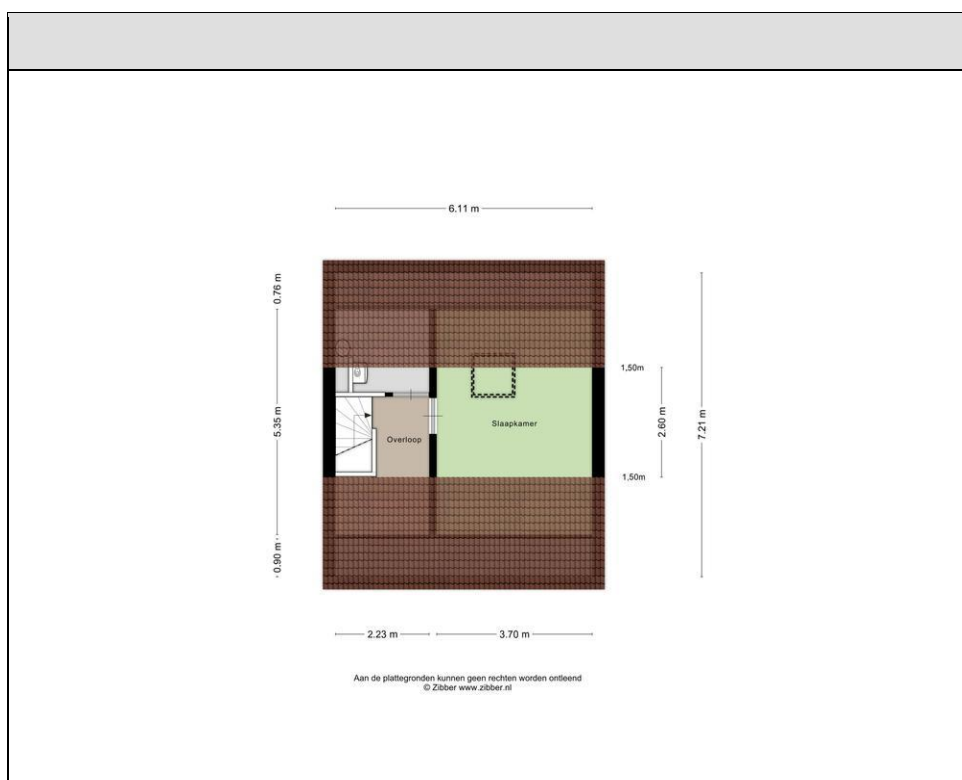 6.11 m
0.76 m
5.35 m
0.90 m
1,50m
2.60 m
7.21 m
1,50m
Slaapkamer
Overloop
2.23 m
3.70 m
Aan de plattegronden kunnen geen rechten worden ontleend
© Zibber www.zibber.nl